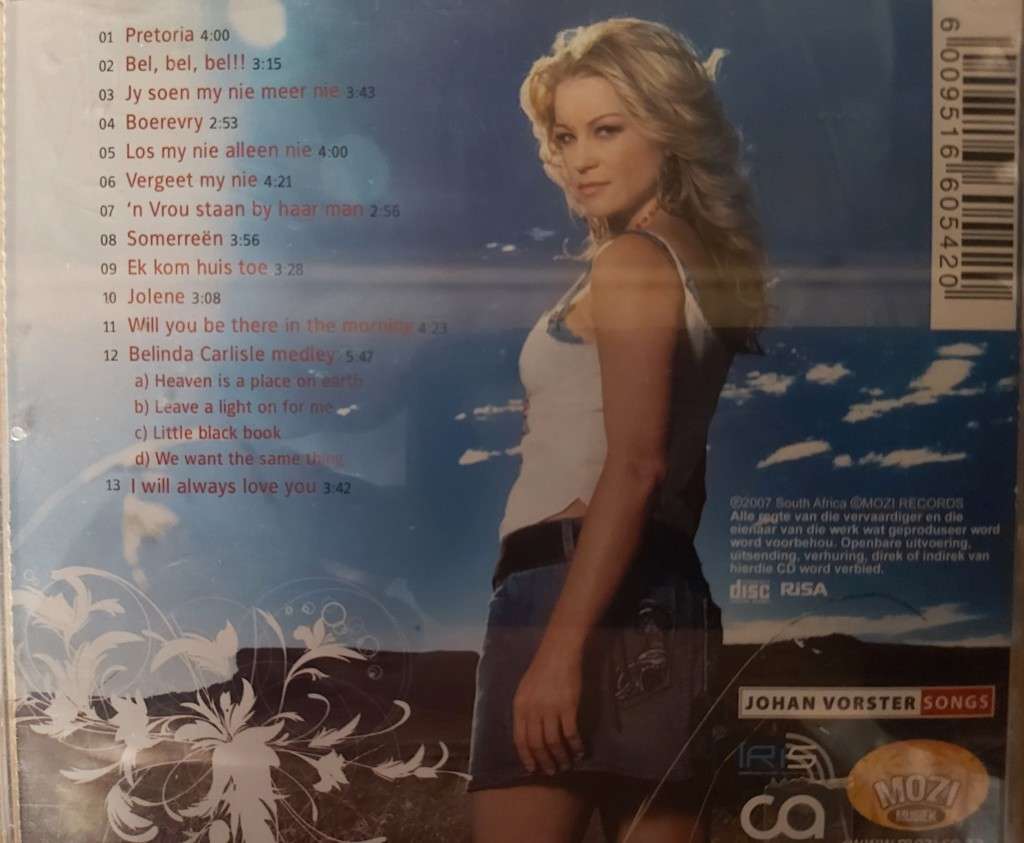 01 Pretoria 4:00
02 Bel, bel, bel!! 3:15
03 Jy soen my nie meer nie 3:43
04 Boerevry 2:53
05 Los my nie alleen nie 4:00
06 Vergeet my nie 4:21
07 'n Vrou staan by haar man 2:56
08 Somerreën 3:56
09 Ek kom huis toe 3:28
10 Jolene 3:08
11 Will you be there in the morning 4:23
12 Belinda Carlisle medley 5:47
a) Heaven is a place on earth
b) Leave a light on for me
c) Little black book
d) We want the same thing
13 I will always love you 3:42
6 009516 605420
℗2007 South Africa ©MOZI RECORDS
Alle regte van die vervaardiger en die
eienaar van die werk wat geproduseer word
word voorbehou. Openbare uitvoering,
uitsending, verhuring, direk of indirek van
hierdie CD word verbied.
disc RiSA
JOHAN VORSTER SONGS
MOZI
MUSIEK